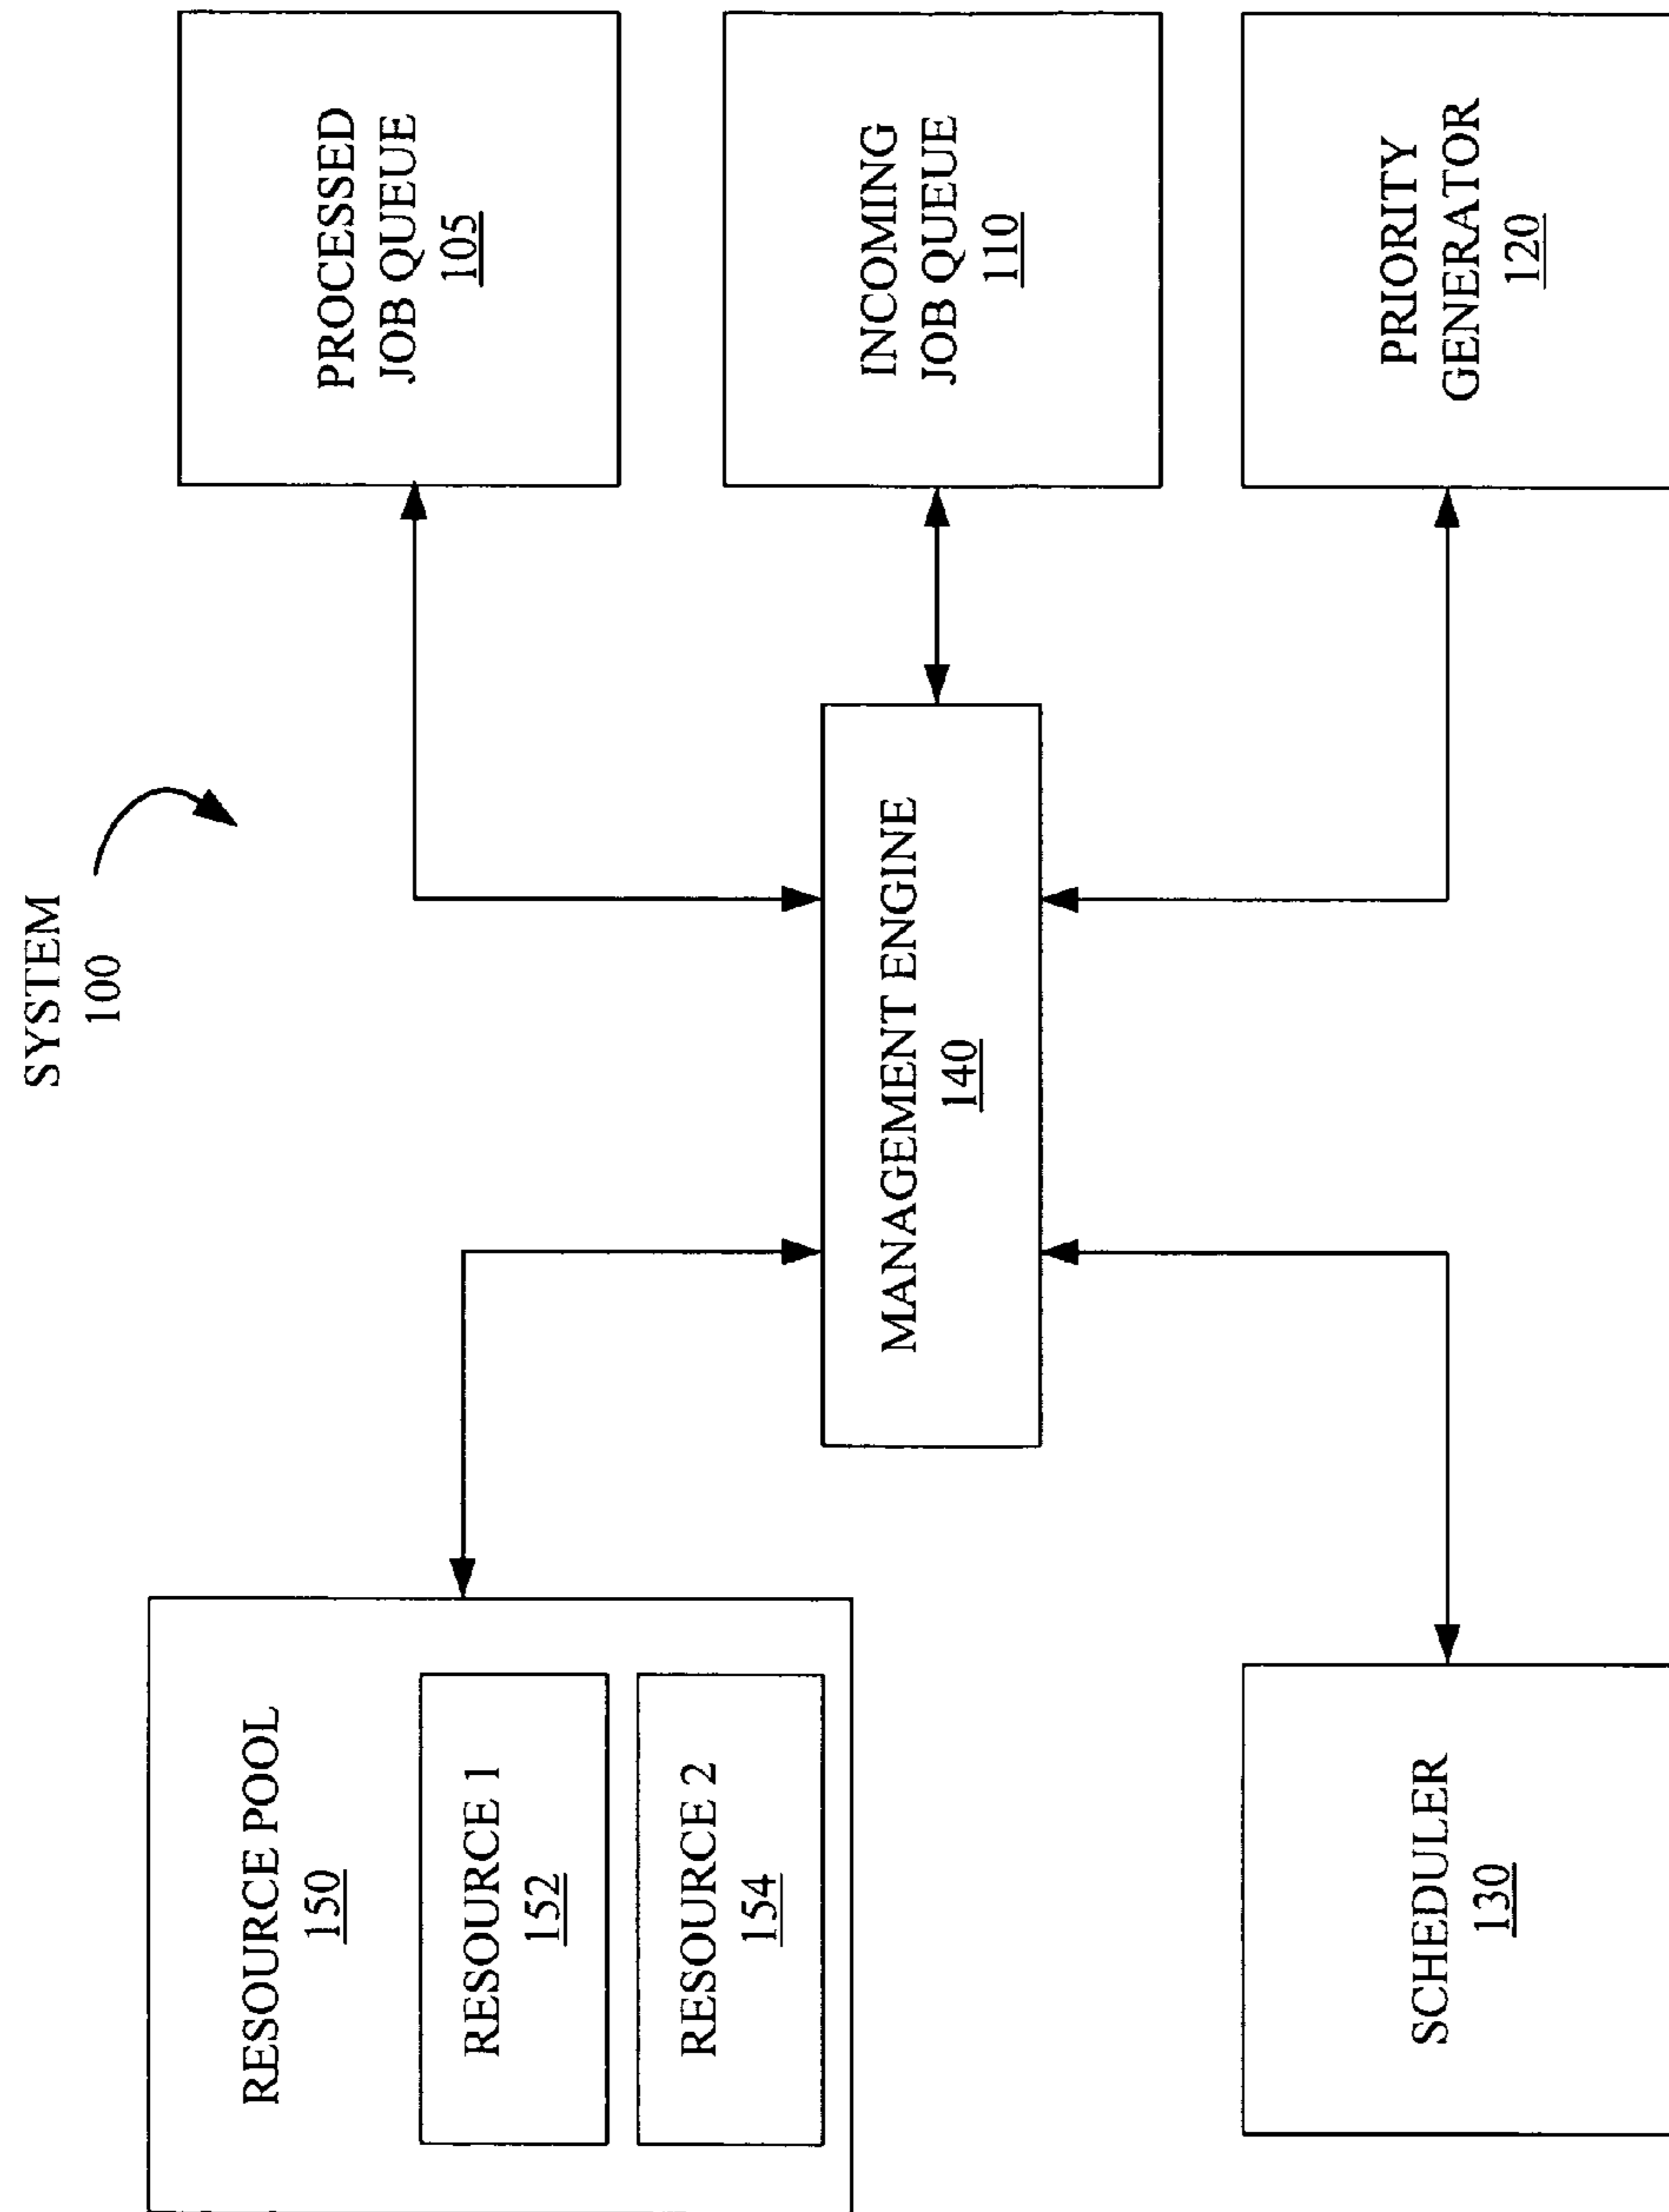 SYSTEM
100
RESOURCE POOL
150
RESOURCE 1
152
RESOURCE 2
154
PROCESSED
JOB QUEUE
105
MANAGEMENT ENGINE
140
INCOMING
JOB QUEUE
110
SCHEDULER
130
PRIORITY
GENERATOR
120